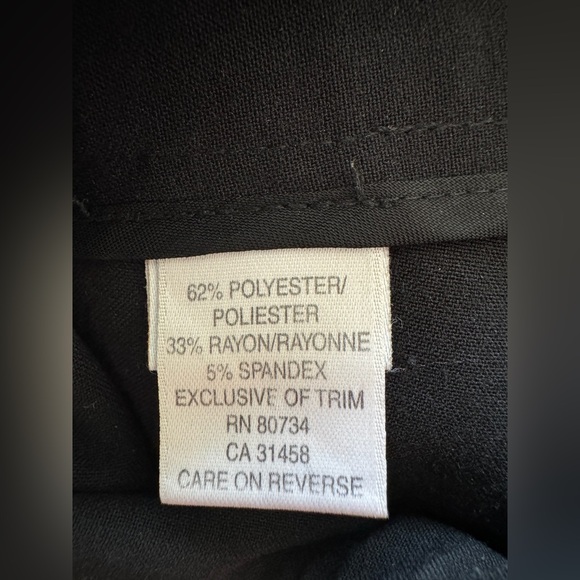 62% POLYESTER/
POLIESTER
33% RAYON/RAYONNE
5% SPANDEX
EXCLUSIVE OF TRIM
RN 80734
CA 31458
CARE ON REVERSE